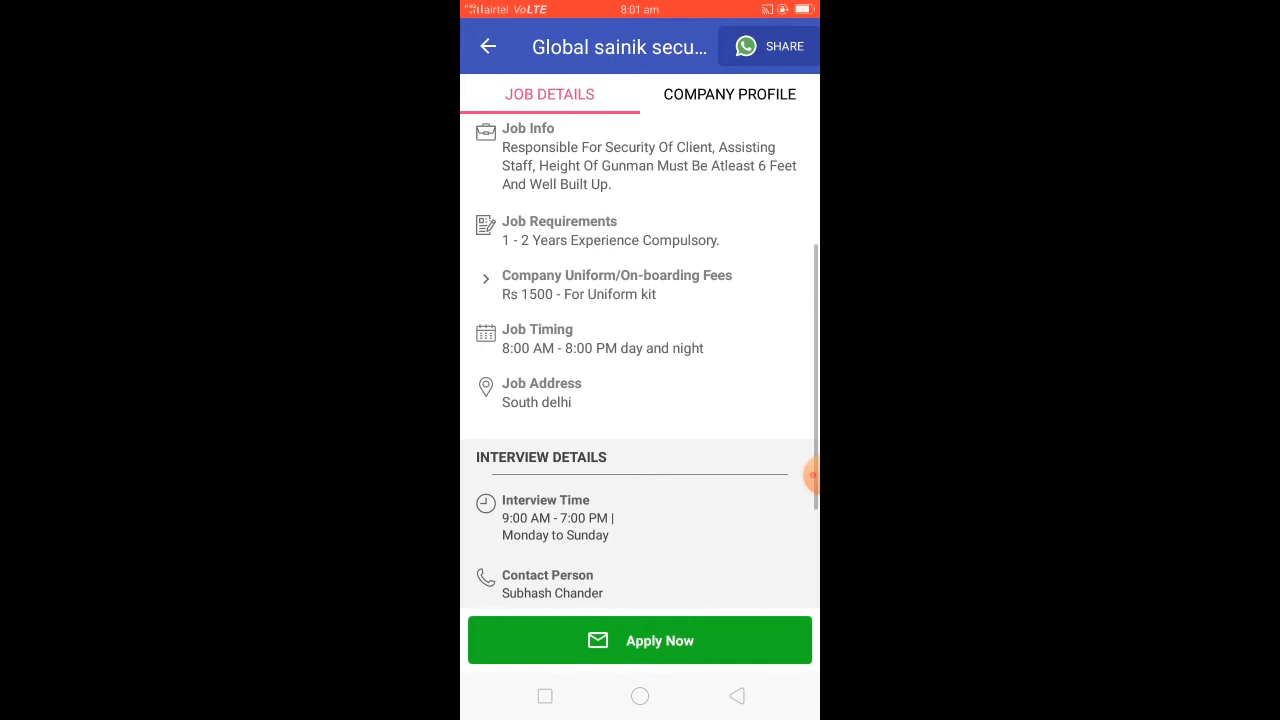 airtel VoLTE
8:01 am
Global sainik secu...
SHARE
JOB DETAILS
COMPANY PROFILE
Job Info
Responsible For Security Of Client, Assisting
Staff, Height Of Gunman Must Be Atleast 6 Feet
And Well Built Up.
Job Requirements
1 - 2 Years Experience Compulsory.
Company Uniform/On-boarding Fees
Rs 1500 - For Uniform kit
Job Timing
8:00 AM - 8:00 PM day and night
Job Address
South delhi
INTERVIEW DETAILS
Interview Time
9:00 AM - 7:00 PM |
Monday to Sunday
Contact Person
Subhash Chander
Apply Now